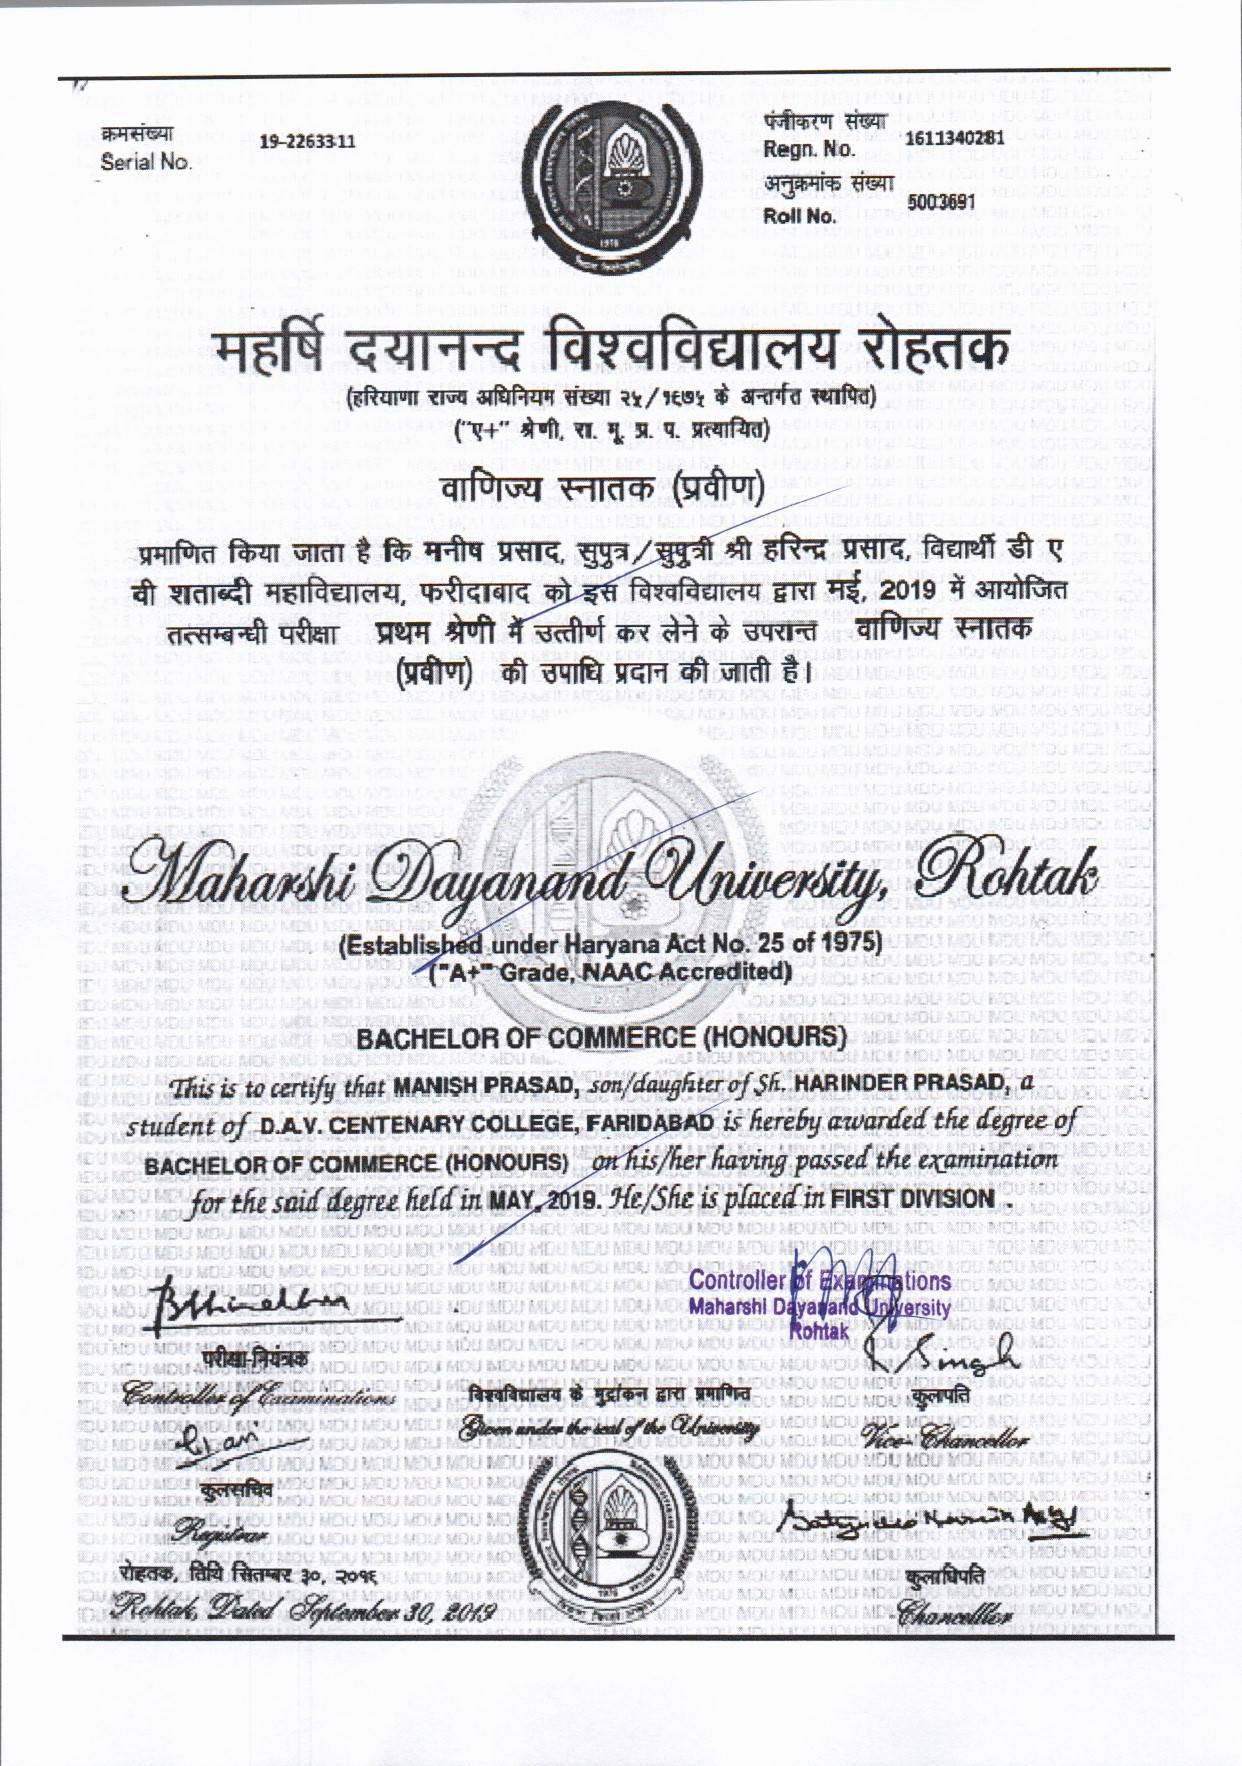 क्रमसंख्या
Serial No.
19-2263311
पंजीकरण संख्या
Regn. No.
1611340281
अनुक्रमांक संख्या
Roll No.
5003691
महर्षि दयानन्द विश्वविद्यालय रोहतक
(हरियाणा राज्य अधिनियम संख्या २५/१९७५ के अन्तर्गत स्थापित)
("ए+" श्रेणी, रा. मू. प्र. प. प्रत्यायित)
वाणिज्य स्नातक (प्रवीण)
प्रमाणित किया जाता है कि मनीष प्रसाद, सुपुत्र/सुपुत्री श्री हरिन्द्र प्रसाद, विद्यार्थी डी ए
वी शताब्दी महाविद्यालय, फरीदाबाद को इस विश्वविद्यालय द्वारा मई, 2019 में आयोजित
तत्सम्बन्धी परीक्षा प्रथम श्रेणी में उत्तीर्ण कर लेने के उपरान्त वाणिज्य स्नातक
(प्रवीण) की उपाधि प्रदान की जाती है।
Maharshi Dayanand University, Rohtak
(Established under Haryana Act No. 25 of 1975)
("A+" Grade, NAAC Accredited)
BACHELOR OF COMMERCE (HONOURS)
This is to certify that MANISH PRASAD, son/daughter of Sh. HARINDER PRASAD, a
student of D.A.V. CENTENARY COLLEGE, FARIDABAD is hereby awarded the degree of
BACHELOR OF COMMERCE (HONOURS) on his/her having passed the examination
for the said degree held in MAY, 2019. He/She is placed in FIRST DIVISION
Controller of Examinations
Maharshi Dayanand University
Rohtak
परीक्षा-नियंत्रक
Controller of Examinations
विश्वविद्यालय के मुद्रांकन द्वारा प्रमाणित
Given under the seal of the University
R Singh
कुलपति
Vice-Chancellor
कुलसचिव
Registrar
रोहतक, तिथि सितम्बर ३०, २०१९
Rohtak, Dated September 30, 2019
कुलाधिपति
Chancellor